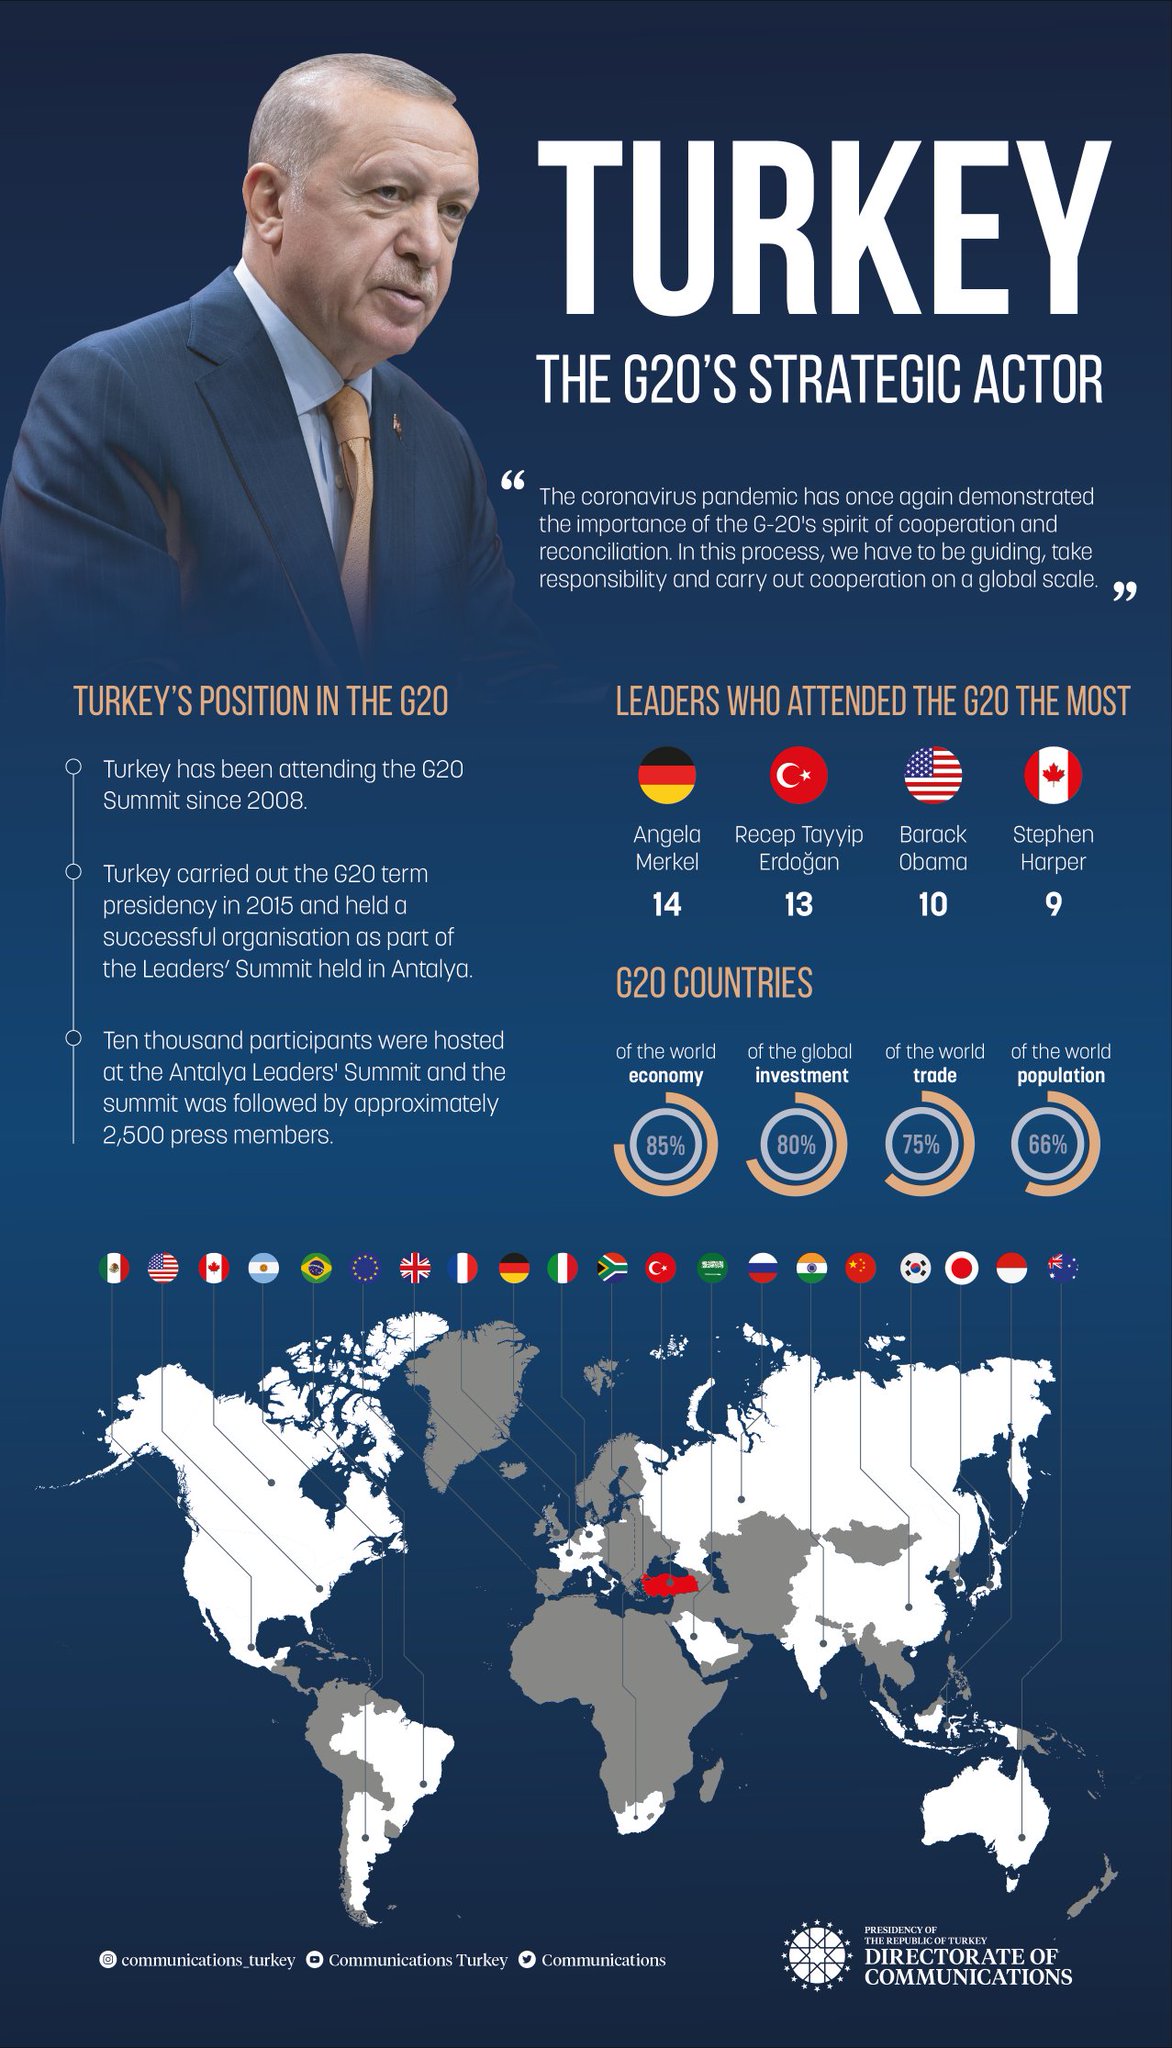 TURKEY
THE G20'S STRATEGIC ACTOR
“ The coronavirus pandemic has once again demonstrated
the importance of the G-20's spirit of cooperation and
reconciliation. In this process, we have to be guiding, take
responsibility and carry out cooperation on a global scale. ”
TURKEY'S POSITION IN THE G20
Turkey has been attending the G20
Summit since 2008.
Turkey carried out the G20 term
presidency in 2015 and held a
successful organisation as part of
the Leaders' Summit held in Antalya.
Ten thousand participants were hosted
at the Antalya Leaders' Summit and the
summit was followed by approximately
2,500 press members.
LEADERS WHO ATTENDED THE G20 THE MOST
Angela
Merkel
14
Recep Tayyip
Erdoğan
13
Barack
Obama
10
Stephen
Harper
9
G20 COUNTRIES
of the world
economy
85%
of the global
investment
80%
of the world
trade
75%
of the world
population
66%
communications_turkey
Communications Turkey
Communications
PRESIDENCY OF
THE REPUBLIC OF TURKEY
DIRECTORATE OF
COMMUNICATIONS